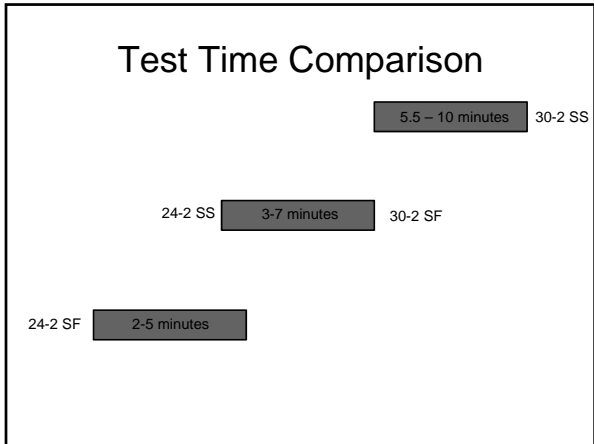 Test Time Comparison
5.5 – 10 minutes 30-2 SS
24-2 SS 3-7 minutes 30-2 SF
24-2 SF 2-5 minutes